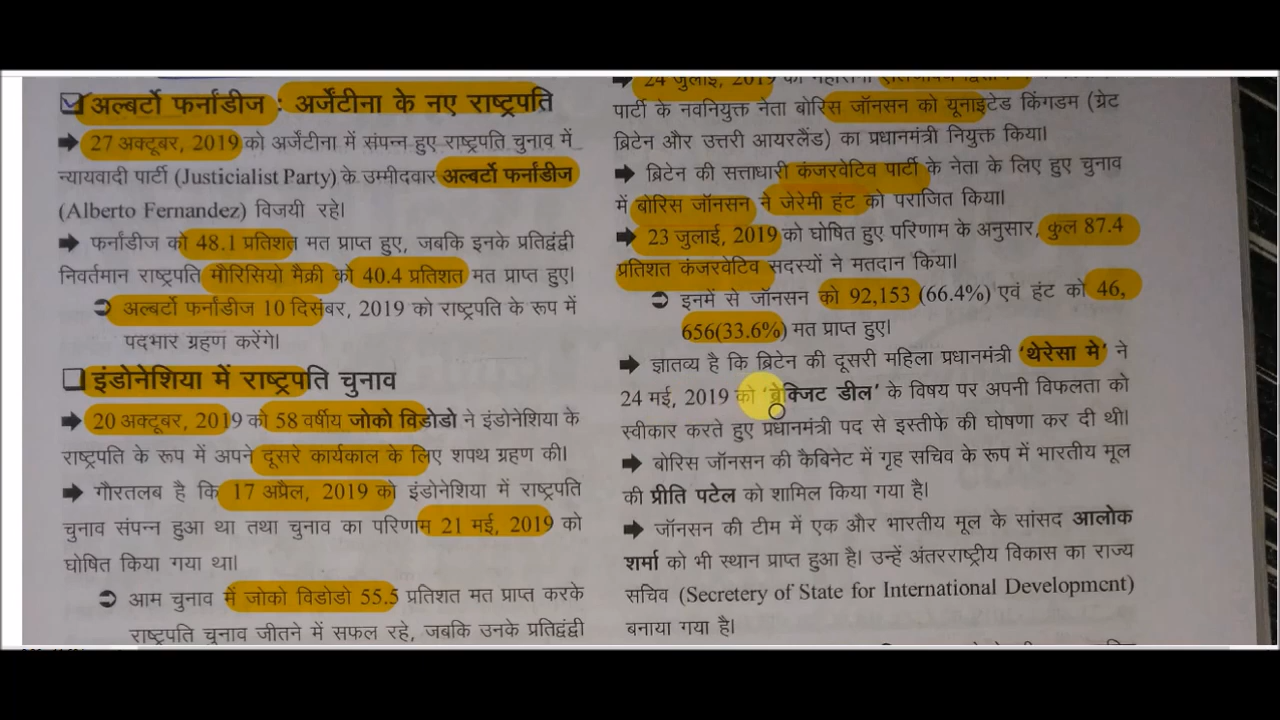 अल्बर्टो फर्नांडीज : अर्जेंटीना के नए राष्ट्रपति
27 अक्टूबर, 2019 को अर्जेंटीना में संपन्न हुए राष्ट्रपति चुनाव में
न्यायवादी पार्टी (Justicialist Party) के उम्मीदवार अल्बर्टो फर्नांडीज
(Alberto Fernandez) विजयी रहे।
फर्नांडीज को 48.1 प्रतिशत मत प्राप्त हुए, जबकि इनके प्रतिद्वंद्वी
निवर्तमान राष्ट्रपति मौरिसियो मैक्री को 40.4 प्रतिशत मत प्राप्त हुए।
अल्बर्टो फर्नांडीज 10 दिसंबर, 2019 को राष्ट्रपति के रूप में
पदभार ग्रहण करेंगे।
इंडोनेशिया में राष्ट्रपति चुनाव
20 अक्टूबर, 2019 को 58 वर्षीय जोको विडोडो ने इंडोनेशिया के
राष्ट्रपति के रूप में अपने दूसरे कार्यकाल के लिए शपथ ग्रहण की।
गौरतलब है कि 17 अप्रैल, 2019 को इंडोनेशिया में राष्ट्रपति
चुनाव संपन्न हुआ था तथा चुनाव का परिणाम 21 मई, 2019 को
घोषित किया गया था।
आम चुनाव में जोको विडोडो 55.5 प्रतिशत मत प्राप्त करके
राष्ट्रपति चुनाव जीतने में सफल रहे, जबकि उनके प्रतिद्वंद्वी
24 जुलाई, 2019 को महारानी
पार्टी के नवनियुक्त नेता बोरिस जॉनसन को यूनाइटेड किंगडम (ग्रेट
ब्रिटेन और उत्तरी आयरलैंड) का प्रधानमंत्री नियुक्त किया।
ब्रिटेन की सत्ताधारी कंजरवेटिव पार्टी के नेता के लिए हुए चुनाव
में बोरिस जॉनसन ने जेरेमी हंट को पराजित किया।
23 जुलाई, 2019 को घोषित हुए परिणाम के अनुसार, कुल 87.4
प्रतिशत कंजरवेटिव सदस्यों ने मतदान किया।
इनमें से जॉनसन को 92,153 (66.4%) एवं हंट को 46,
656(33.6%) मत प्राप्त हुए।
ज्ञातव्य है कि ब्रिटेन की दूसरी महिला प्रधानमंत्री 'थेरेसा मे' ने
24 मई, 2019 को 'ब्रेक्जिट डील' के विषय पर अपनी विफलता को
स्वीकार करते हुए प्रधानमंत्री पद से इस्तीफे की घोषणा कर दी थी।
बोरिस जॉनसन की कैबिनेट में गृह सचिव के रूप में भारतीय मूल
की प्रीति पटेल को शामिल किया गया है।
जॉनसन की टीम में एक और भारतीय मूल के सांसद आलोक
शर्मा को भी स्थान प्राप्त हुआ है। उन्हें अंतरराष्ट्रीय विकास का राज्य
सचिव (Secretery of State for International Development)
बनाया गया है।